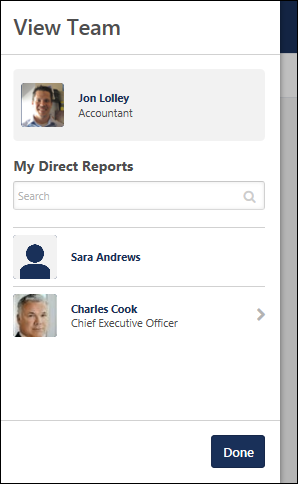 View Team
Jon Lolley
Accountant
My Direct Reports
Search
Sara Andrews
Charles Cook
Chief Executive Officer
Done